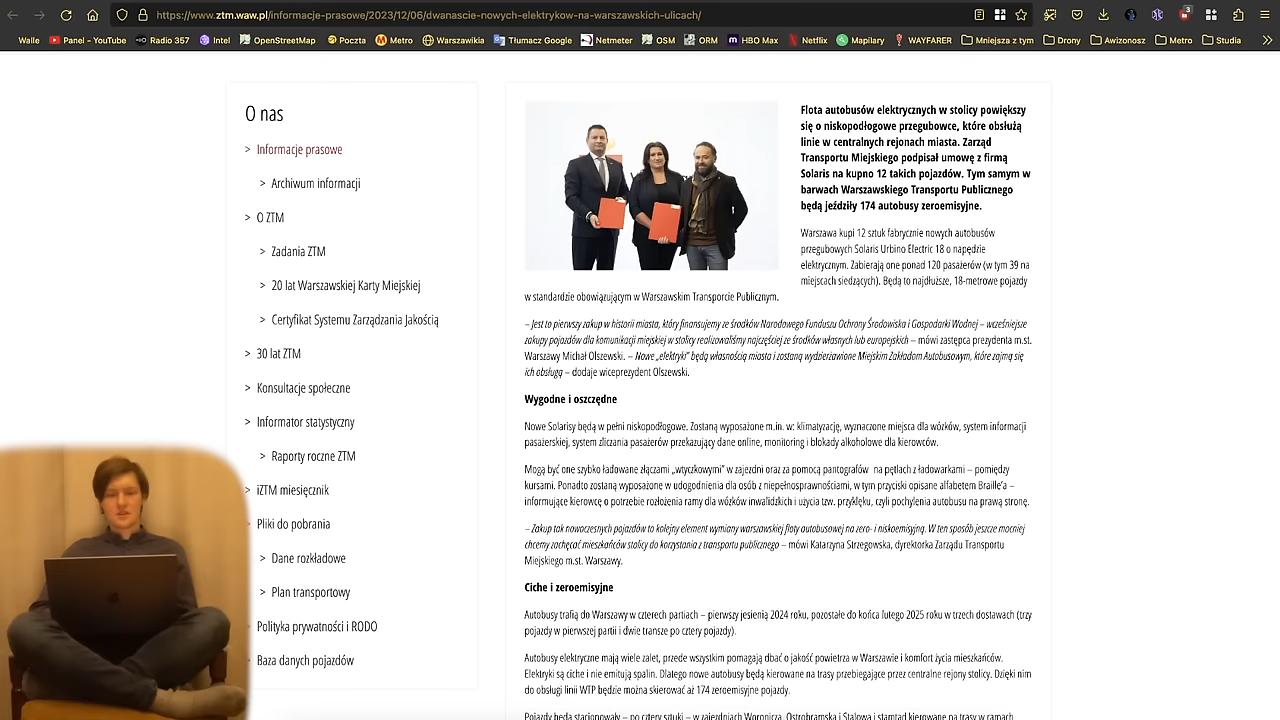 https://www.ztm.waw.pl/informacje-prasowe/2023/12/06/dwanascie-nowych-elektrykow-na-warszawskich-ulicach/
3
Walle Panel - YouTube Radio 357 Intel OpenStreetMap Poczta Metro Warszawikia Tłumacz Google Netmeter OSM ORM HBO Max Netflix Mapilary WAYFARER Mniejsza z tym Drony Awizonosz Metro Studia
O nas
> Informacje prasowe
> Archiwum informacji
> O ZTM
> Zadania ZTM
> 20 lat Warszawskiej Karty Miejskiej
> Certyfikat Systemu Zarządzania Jakością
> 30 lat ZTM
> Konsultacje społeczne
> Informator statystyczny
> Raporty roczne ZTM
> iZTM miesięcznik
Pliki do pobrania
> Dane rozkładowe
> Plan transportowy
Polityka prywatności i RODO
Baza danych pojazdów
Flota autobusów elektrycznych w stolicy powiększy
się o niskopodłogowe przegubowce, które obsłużą
linie w centralnych rejonach miasta. Zarząd
Transportu Miejskiego podpisał umowę z firmą
Solaris na kupno 12 takich pojazdów. Tym samym w
barwach Warszawskiego Transportu Publicznego
będą jeździły 174 autobusy zeroemisyjne.
Warszawa kupi 12 sztuk fabrycznie nowych autobusów
przegubowych Solaris Urbino Electric 18 o napędzie
elektrycznym. Zabierają one ponad 120 pasażerów (w tym 39 na
miejscach siedzących). Będą to najdłuższe, 18-metrowe pojazdy
w standardzie obowiązującym w Warszawskim Transporcie Publicznym.
– Jest to pierwszy zakup w historii miasta, który finansujemy ze środków Narodowego Funduszu Ochrony Środowiska i Gospodarki Wodnej – wcześniejsze
zakupy pojazdów dla komunikacji miejskiej w stolicy realizowaliśmy najczęściej ze środków własnych lub europejskich – mówi zastępca prezydenta m.st.
Warszawy Michał Olszewski. – Nowe „elektryki” będą własnością miasta i zostaną wydzierżawione Miejskim Zakładom Autobusowym, które zajmą się
ich obsługą – dodaje wiceprezydent Olszewski.
Wygodne i oszczędne
Nowe Solarisy będą w pełni niskopodłogowe. Zostaną wyposażone m.in. w: klimatyzację, wyznaczone miejsca dla wózków, system informacji
pasażerskiej, system zliczania pasażerów przekazujący dane online, monitoring i blokady alkoholowe dla kierowców.
Mogą być one szybko ładowane złączami „wtyczkowymi” w zajezdni oraz za pomocą pantografów na pętlach z ładowarkami – pomiędzy
kursami. Ponadto zostaną wyposażone w udogodnienia dla osób z niepełnosprawnościami, w tym przyciski opisane alfabetem Braille’a –
informujące kierowcę o potrzebie rozłożenia ramy dla wózków inwalidzkich i użycia tzw. przyklęku, czyli pochylenia autobusu na prawą stronę.
– Zakup tak nowoczesnych pojazdów to kolejny element wymiany warszawskiej floty autobusowej na zero- i niskoemisyjną. W ten sposób jeszcze mocniej
chcemy zachęcać mieszkańców stolicy do korzystania z transportu publicznego – mówi Katarzyna Strzegowska, dyrektorka Zarządu Transportu
Miejskiego m.st. Warszawy.
Ciche i zeroemisyjne
Autobusy trafią do Warszawy w czterech partiach – pierwszy jesienią 2024 roku, pozostałe do końca lutego 2025 roku w trzech dostawach (trzy
pojazdy w pierwszej partii i dwie transze po cztery pojazdy).
Autobusy elektryczne mają wiele zalet, przede wszystkim pomagają dbać o jakość powietrza w Warszawie i komfort życia mieszkańców.
Elektryki są ciche i nie emitują spalin. Dlatego nowe autobusy będą kierowane na trasy przebiegające przez centralne rejony stolicy. Dzięki nim
do obsługi linii WTP będzie można skierować aż 174 zeroemisyjne pojazdy.
Pojazdy będą stacjonowały – po cztery sztuki – w zajezdniach Woronicza, Ostrobramska i Stalowa i stamtąd kierowane na trasy w ramach